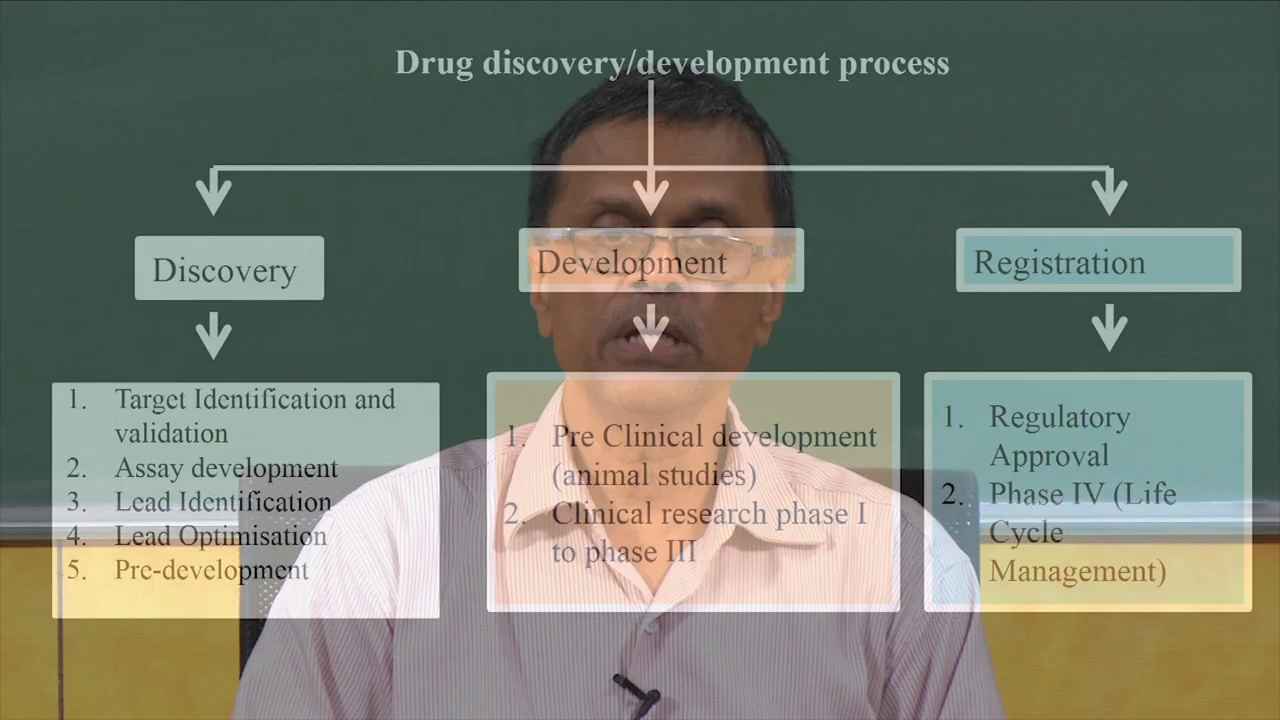 Drug discovery/development process
Discovery
1. Target Identification and
validation
2. Assay development
3. Lead Identification
4. Lead Optimisation
5. Pre-development
Development
1. Pre Clinical development
(animal studies)
2. Clinical research phase I
to phase III
Registration
1. Regulatory
Approval
2. Phase IV (Life
Cycle
Management)